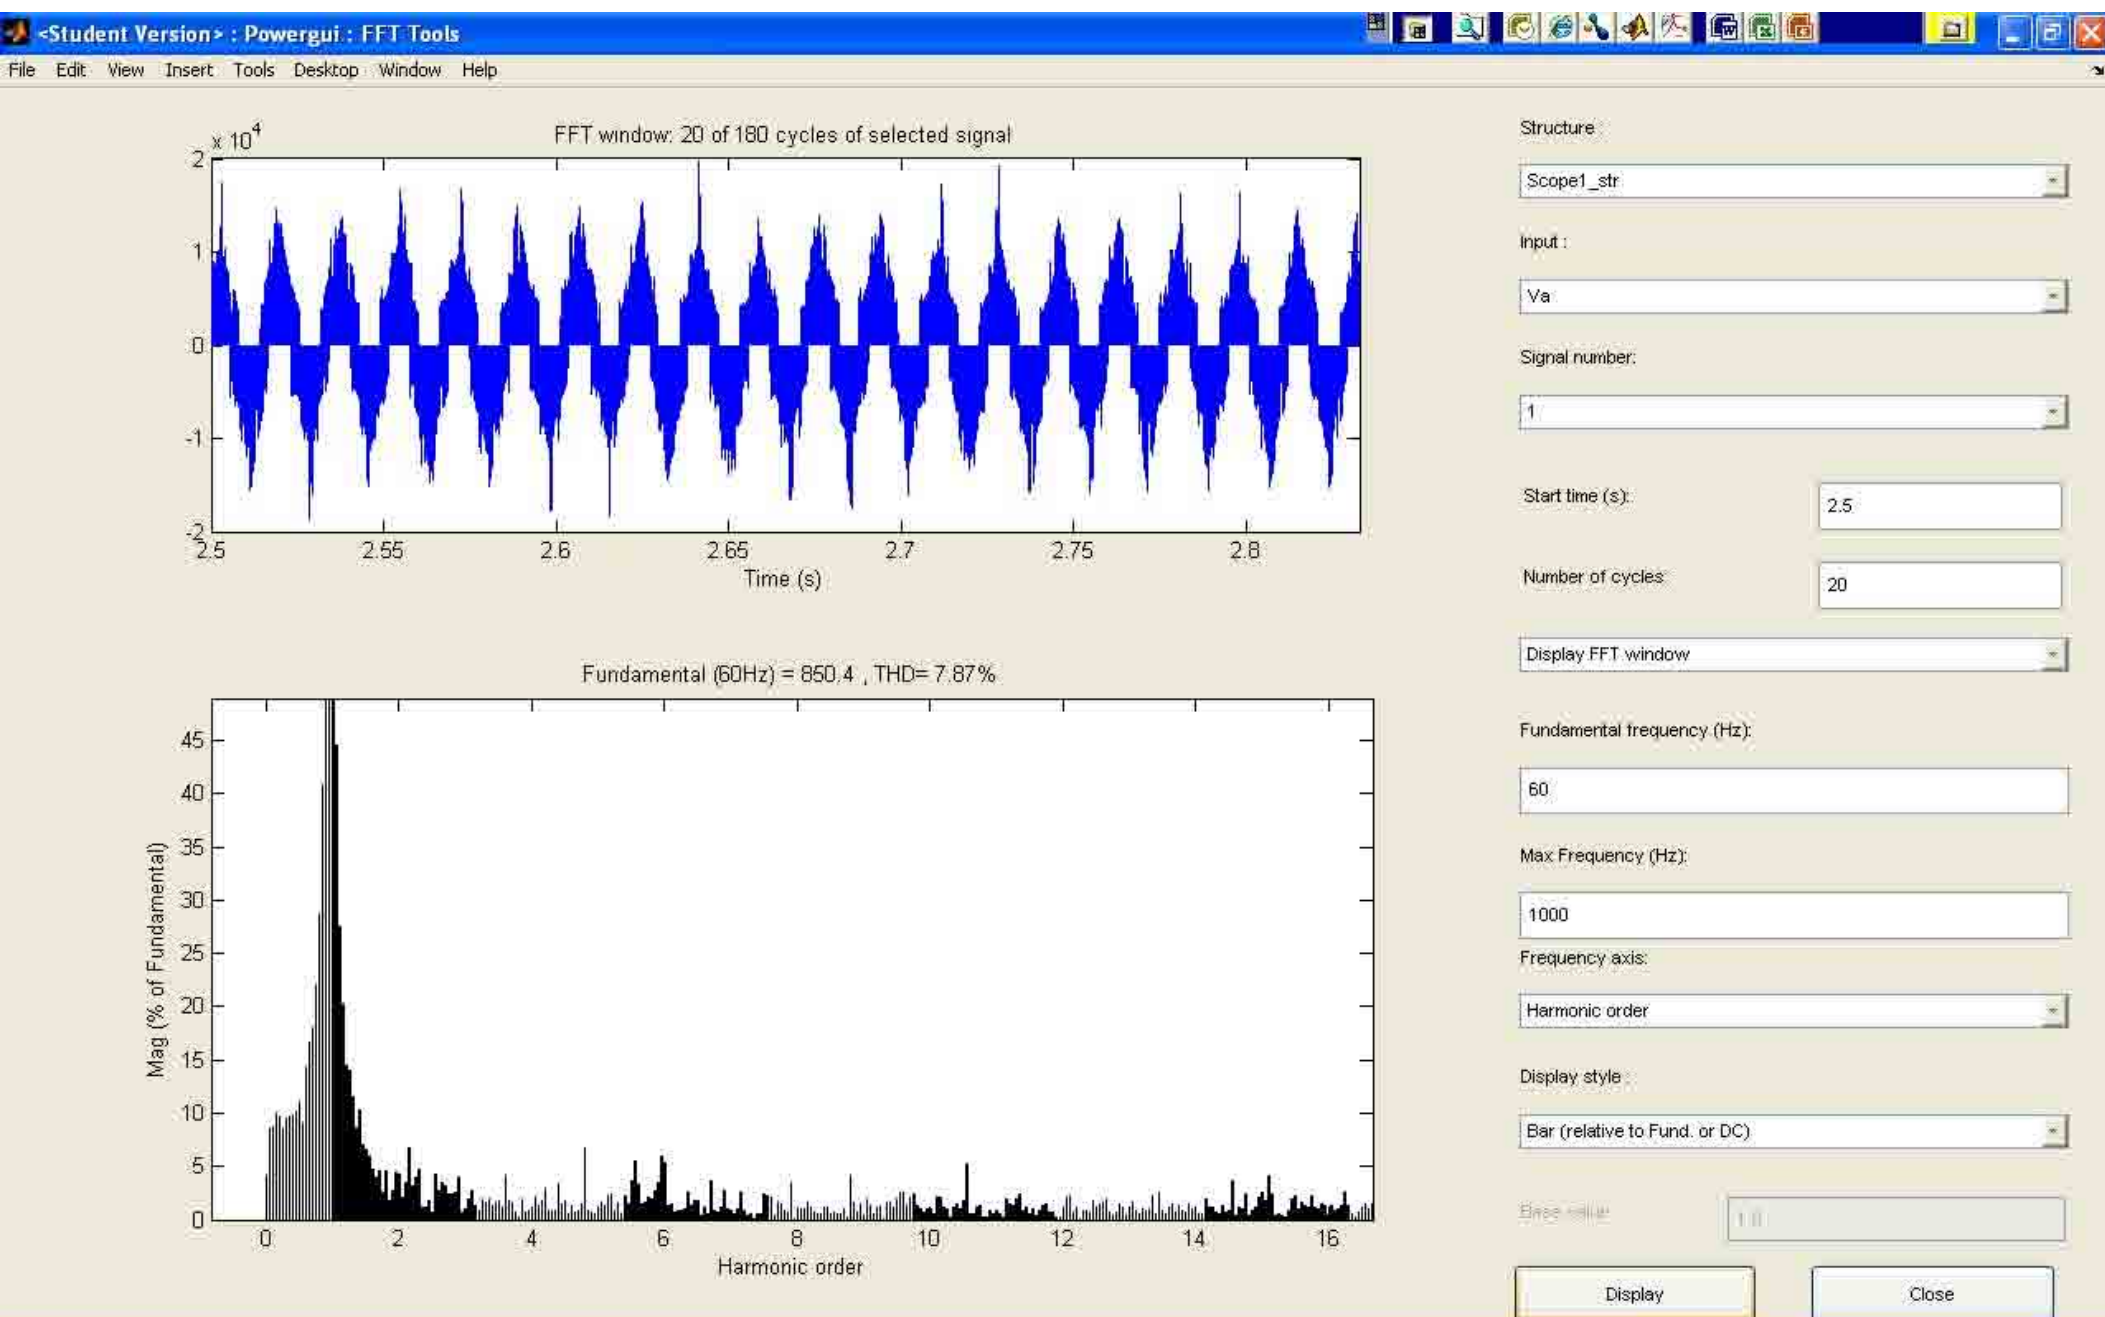 <Student Version> : Powergui : FFT Tools
File Edit View Insert Tools Desktop Window Help
x 10^4
FFT window: 20 of 180 cycles of selected signal
2
1
0
-1
-2
2.5 2.55 2.6 2.65 2.7 2.75 2.8
Time (s)
Fundamental (60Hz) = 850.4 , THD= 7.87%
Mag (% of Fundamental)
45
40
35
30
25
20
15
10
5
0
0 2 4 6 8 10 12 14 16
Harmonic order
Structure :
Scope1_str
Input :
Va
Signal number:
1
Start time (s):
2.5
Number of cycles:
20
Display FFT window
Fundamental frequency (Hz):
60
Max Frequency (Hz):
1000
Frequency axis:
Harmonic order
Display style :
Bar (relative to Fund. or DC)
Base value:
1.0
Display
Close